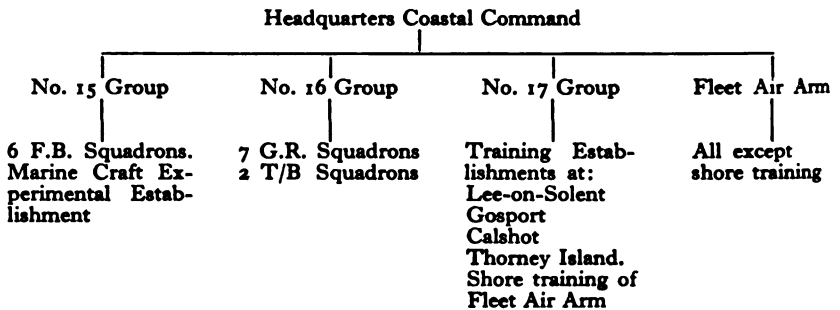 Headquarters Coastal Command
No. 15 Group
6 F.B. Squadrons.
Marine Craft Ex-
perimental Estab-
lishment
No. 16 Group
7 G.R. Squadrons
2 T/B Squadrons
No. 17 Group
Training Estab-
lishments at:
Lee-on-Solent
Gosport
Calshot
Thorney Island.
Shore training of
Fleet Air Arm
Fleet Air Arm
All except
shore training